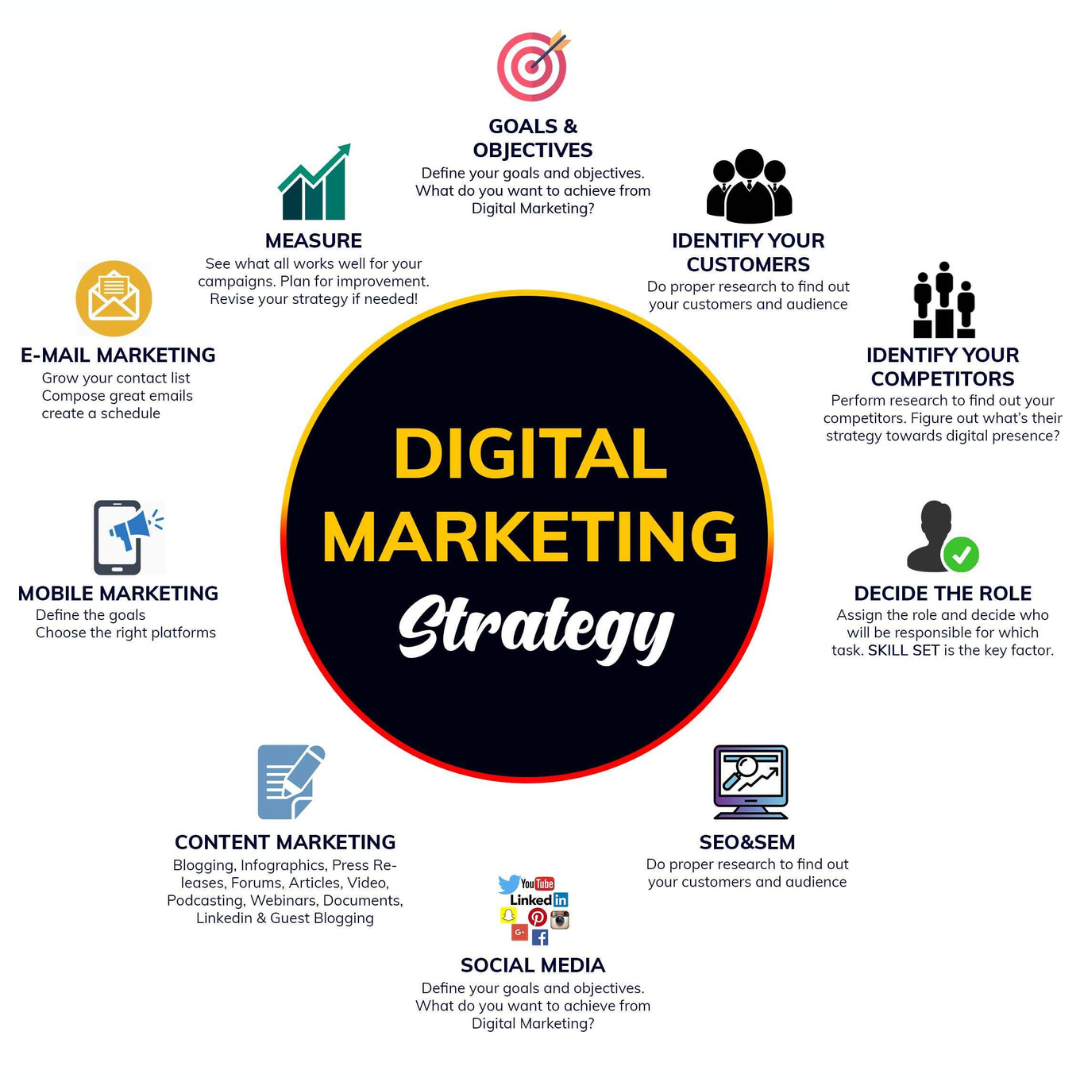 GOALS &
OBJECTIVES
Define your goals and objectives.
What do you want to achieve from
Digital Marketing?
IDENTIFY YOUR
CUSTOMERS
Do proper research to find out
your customers and audience
IDENTIFY YOUR
COMPETITORS
Perform research to find out your
competitors. Figure out what's their
strategy towards digital presence?
DECIDE THE ROLE
Assign the role and decide who
will be responsible for which
task. SKILL SET is the key factor.
SEO&SEM
Do proper research to find out
your customers and audience
YouTube
Linked in
G+
f
SOCIAL MEDIA
Define your goals and objectives.
What do you want to achieve from
Digital Marketing?
CONTENT MARKETING
Blogging, Infographics, Press Re-
leases, Forums, Articles, Video,
Podcasting, Webinars, Documents,
Linkedin & Guest Blogging
MOBILE MARKETING
Define the goals
Choose the right platforms
E-MAIL MARKETING
Grow your contact list
Compose great emails
create a schedule
MEASURE
See what all works well for your
campaigns. Plan for improvement.
Revise your strategy if needed!
DIGITAL
MARKETING
Strategy